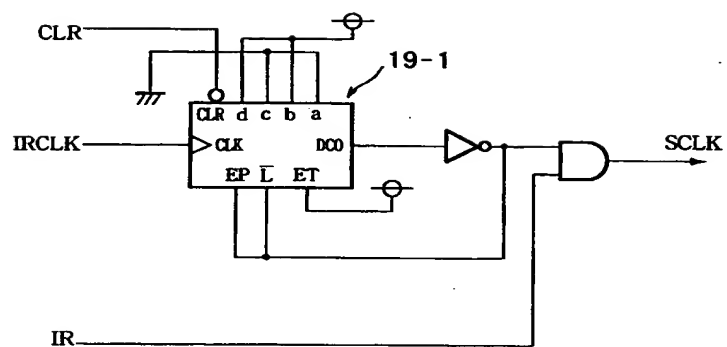 CLR
19-1
CLR d c b a
IRCLK
CLK
DCO
SCLK
EP L̅ ET
IR